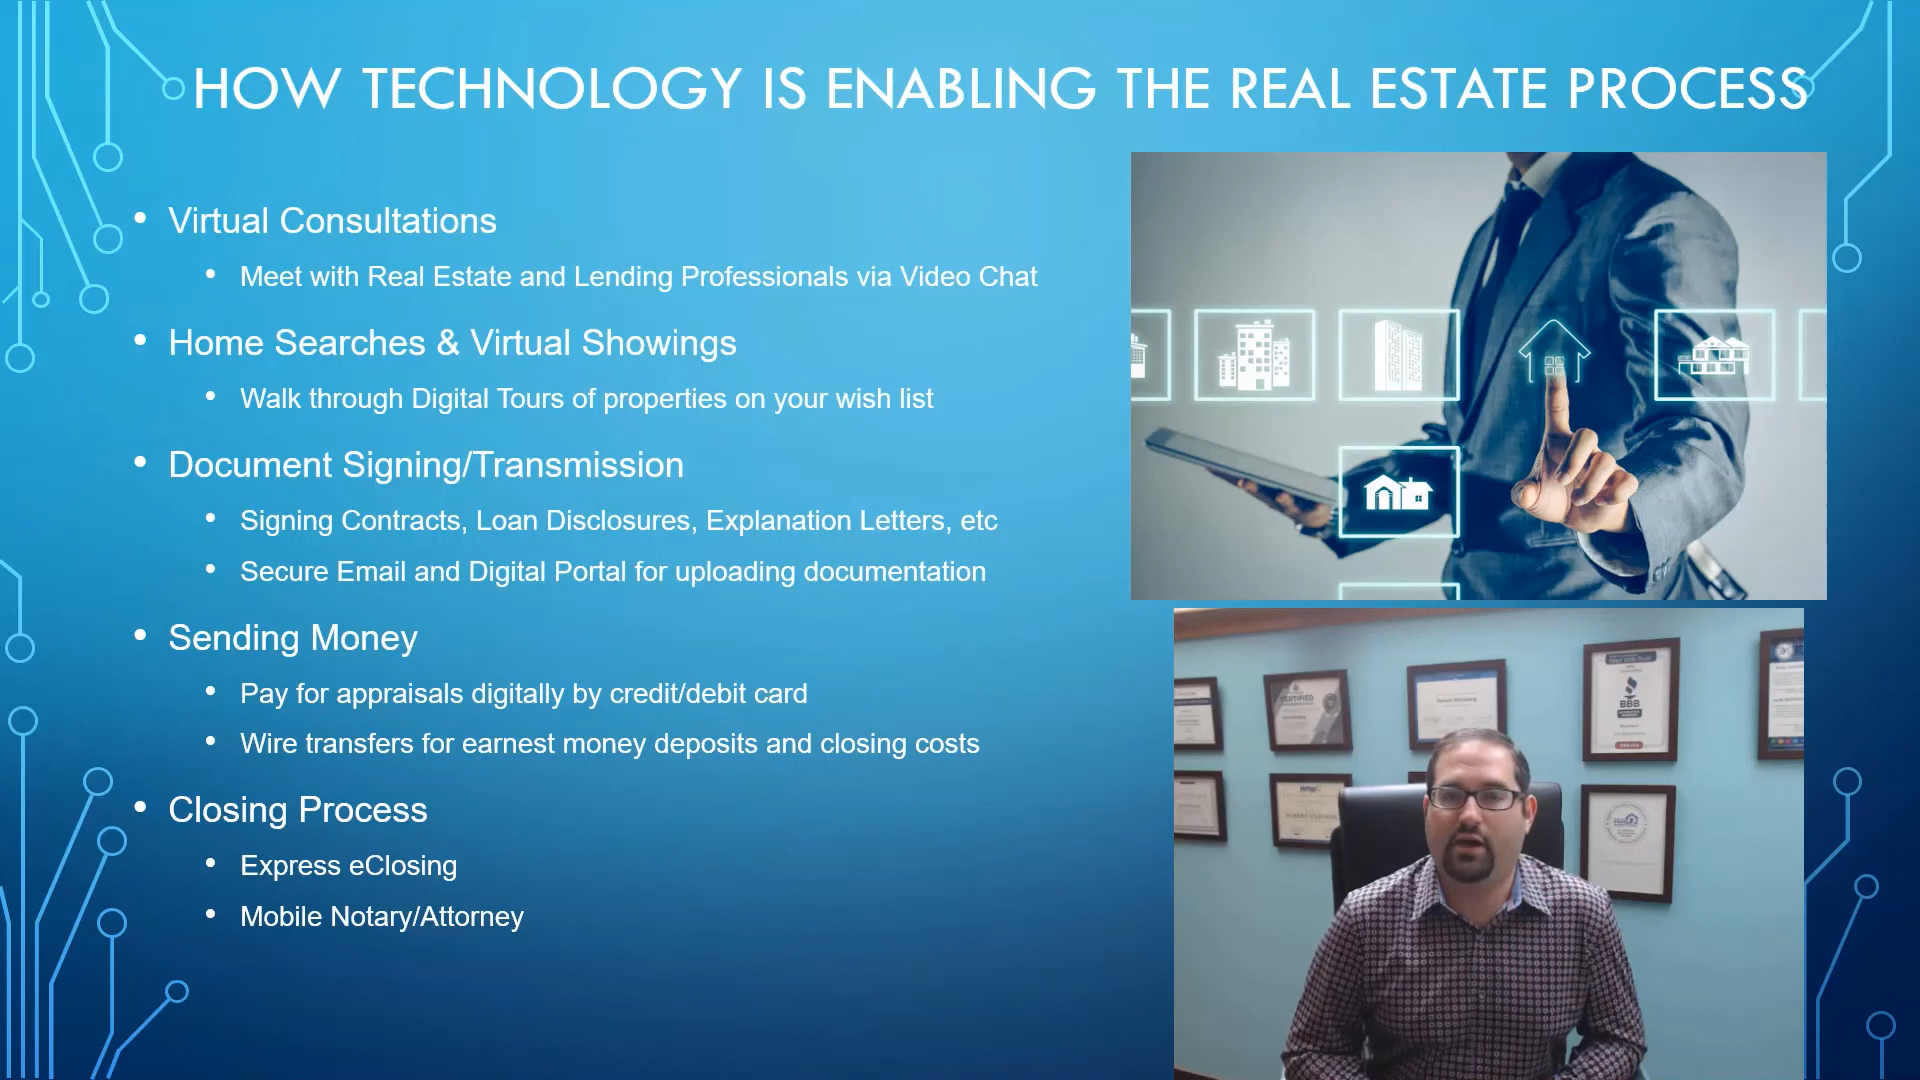 HOW TECHNOLOGY IS ENABLING THE REAL ESTATE PROCESS
• Virtual Consultations
• Meet with Real Estate and Lending Professionals via Video Chat
• Home Searches & Virtual Showings
• Walk through Digital Tours of properties on your wish list
• Document Signing/Transmission
• Signing Contracts, Loan Disclosures, Explanation Letters, etc
• Secure Email and Digital Portal for uploading documentation
• Sending Money
• Pay for appraisals digitally by credit/debit card
• Wire transfers for earnest money deposits and closing costs
• Closing Process
• Express eClosing
• Mobile Notary/Attorney
CERTIFIED
BBB